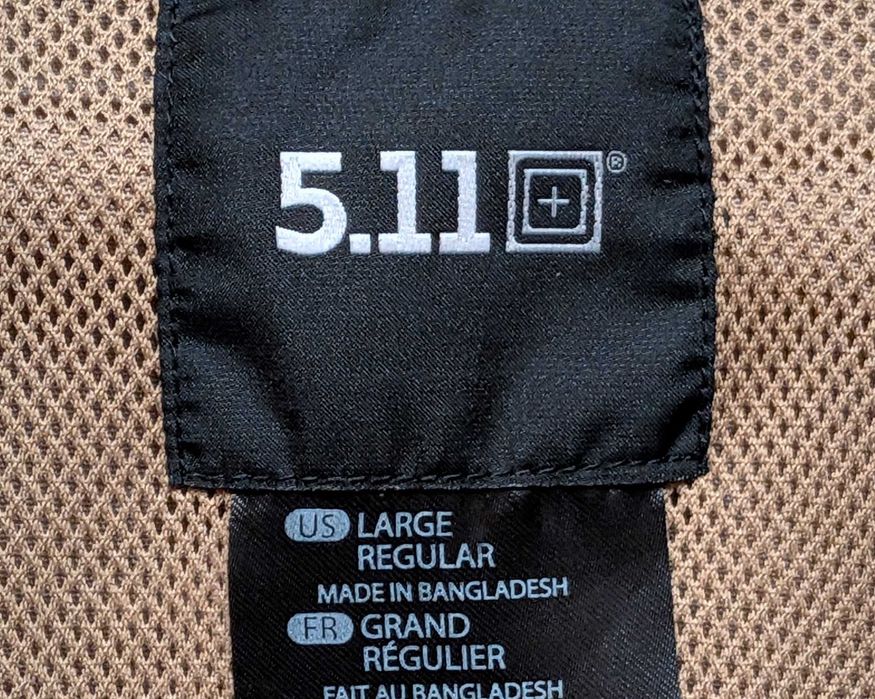 5.11®
US LARGE
REGULAR
MADE IN BANGLADESH
FR GRAND
RÉGULIER
FAIT AU BANGLADESH